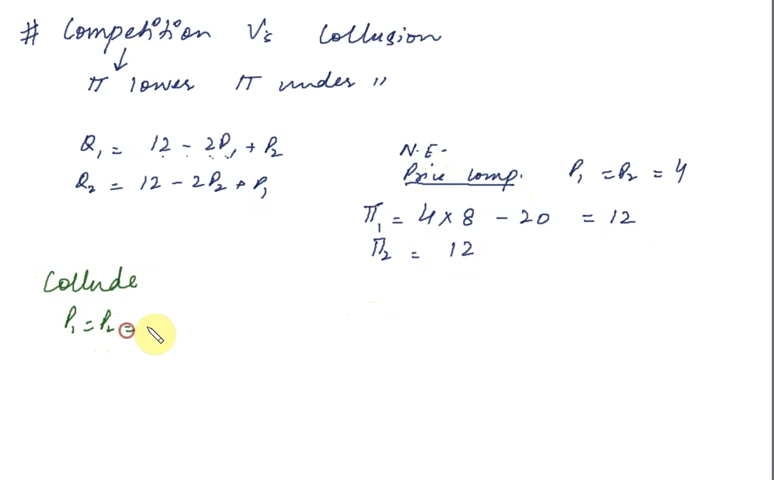 # Competition Vs Collusion
↓
π lower π under "
Q₁ = 12 - 2P₁ + P₂
Q₂ = 12 - 2P₂ + P₁
N.E-
Price comp. P₁ = P₂ = 4
π₁ = 4 × 8 - 20 = 12
π₂ = 12
Collude
P₁ = P₂ =